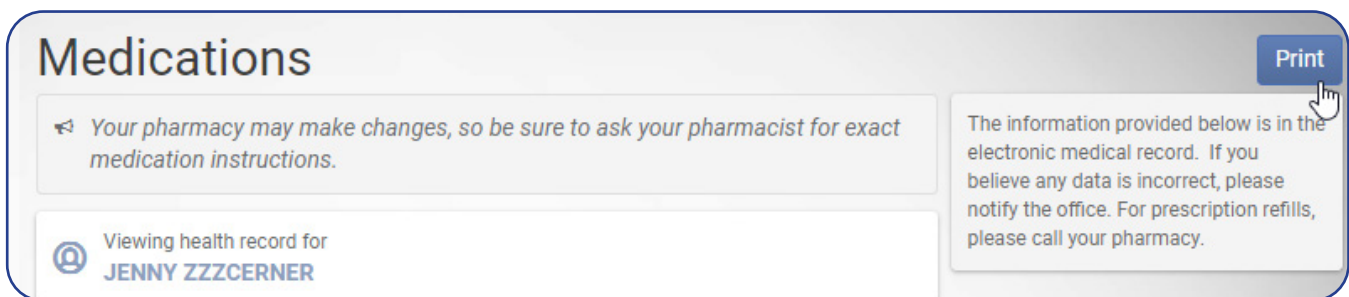 Medications
Print
Your pharmacy may make changes, so be sure to ask your pharmacist for exact
medication instructions.
The information provided below is in the
electronic medical record.  If you
believe any data is incorrect, please
notify the office. For prescription refills,
please call your pharmacy.
Viewing health record for
JENNY ZZZCERNER